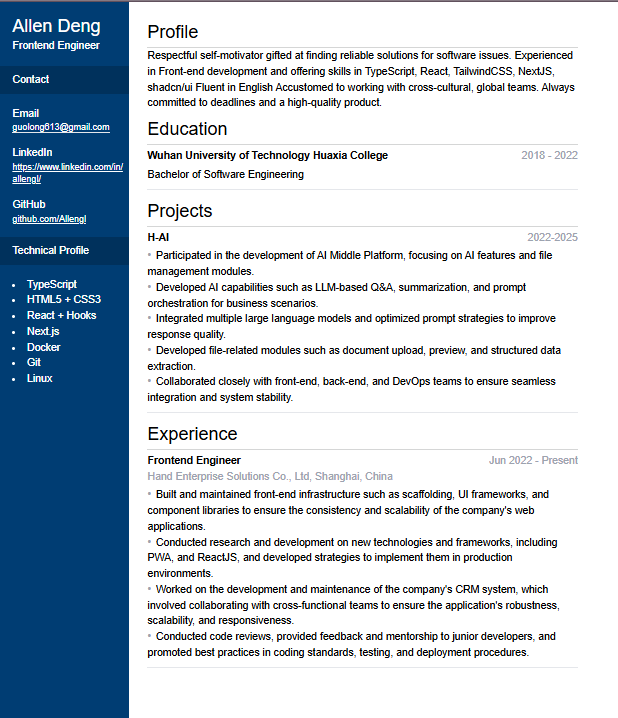 Allen Deng
Frontend Engineer
Contact
Email
guolong613@gmail.com
LinkedIn
https://www.linkedin.com/in/
allengl/
GitHub
github.com/Allengl
Technical Profile
• TypeScript
• HTML5 + CSS3
• React + Hooks
• Next.js
• Docker
• Git
• Linux
Profile
Respectful self-motivator gifted at finding reliable solutions for software issues. Experienced
in Front-end development and offering skills in TypeScript, React, TailwindCSS, NextJS,
shadcn/ui Fluent in English Accustomed to working with cross-cultural, global teams. Always
committed to deadlines and a high-quality product.
Education
Wuhan University of Technology Huaxia College 2018 - 2022
Bachelor of Software Engineering
Projects
H-AI 2022-2025
• Participated in the development of AI Middle Platform, focusing on AI features and file
management modules.
• Developed AI capabilities such as LLM-based Q&A, summarization, and prompt
orchestration for business scenarios.
• Integrated multiple large language models and optimized prompt strategies to improve
response quality.
• Developed file-related modules such as document upload, preview, and structured data
extraction.
• Collaborated closely with front-end, back-end, and DevOps teams to ensure seamless
integration and system stability.
Experience
Frontend Engineer Jun 2022 - Present
Hand Enterprise Solutions Co., Ltd, Shanghai, China
• Built and maintained front-end infrastructure such as scaffolding, UI frameworks, and
component libraries to ensure the consistency and scalability of the company's web
applications.
• Conducted research and development on new technologies and frameworks, including
PWA, and ReactJS, and developed strategies to implement them in production
environments.
• Worked on the development and maintenance of the company's CRM system, which
involved collaborating with cross-functional teams to ensure the application's robustness,
scalability, and responsiveness.
• Conducted code reviews, provided feedback and mentorship to junior developers, and
promoted best practices in coding standards, testing, and deployment procedures.